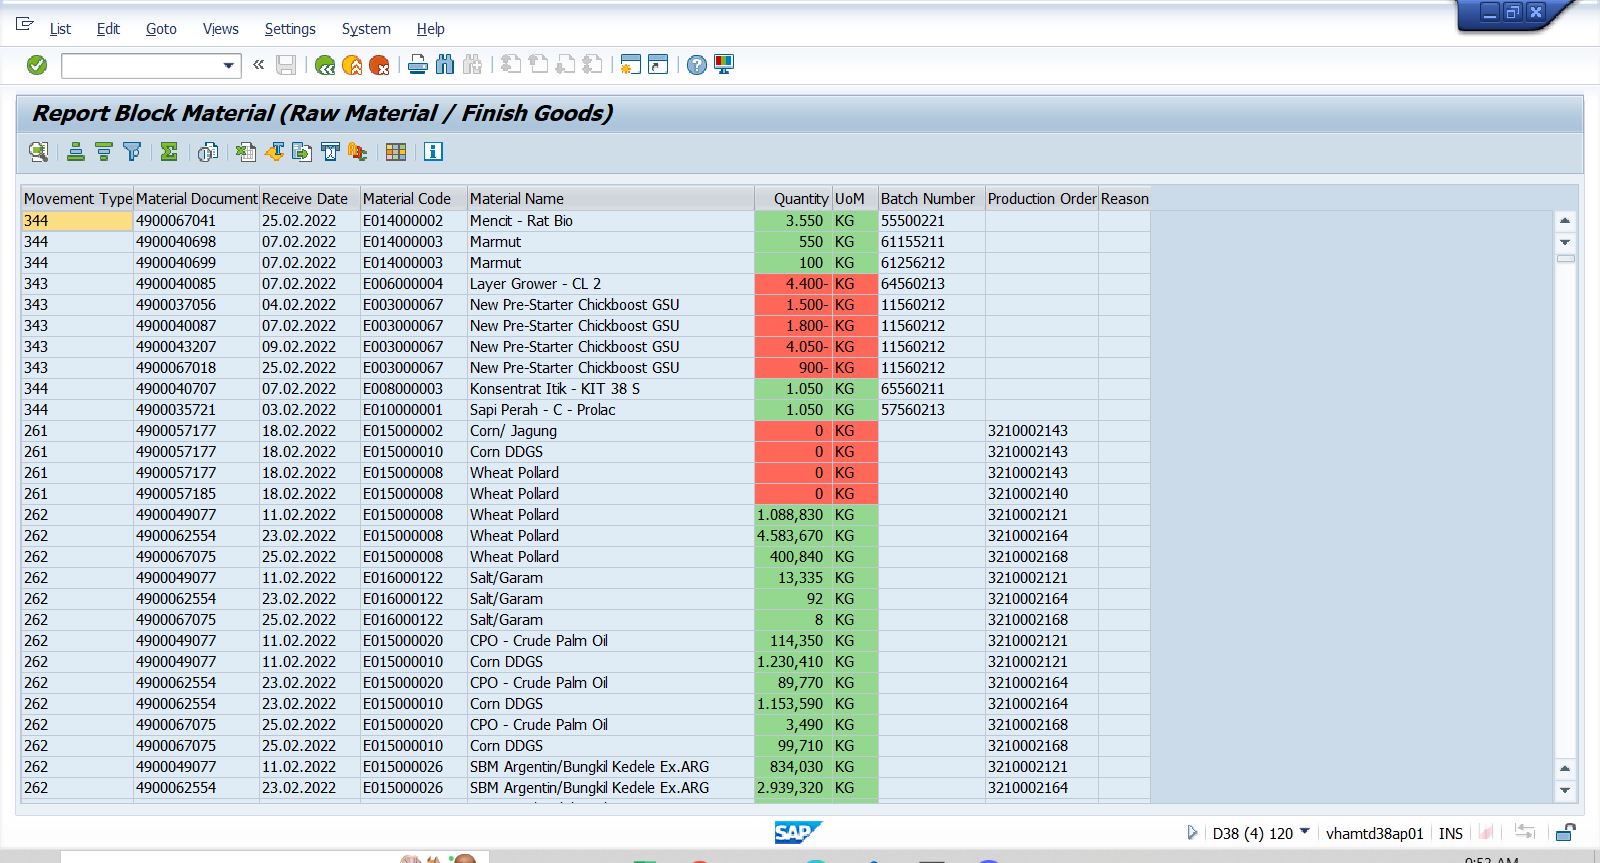 List Edit Goto Views Settings System Help
Report Block Material (Raw Material / Finish Goods)
Movement Type Material Document Receive Date Material Code Material Name Quantity UoM Batch Number Production Order Reason
344 4900067041 25.02.2022 E014000002 Mencit - Rat Bio 3.550 KG 55500221
344 4900040698 07.02.2022 E014000003 Marmut 550 KG 61155211
344 4900040699 07.02.2022 E014000003 Marmut 100 KG 61256212
343 4900040085 07.02.2022 E006000004 Layer Grower - CL 2 4.400- KG 64560213
343 4900037056 04.02.2022 E003000067 New Pre-Starter Chickboost GSU 1.500- KG 11560212
343 4900040087 07.02.2022 E003000067 New Pre-Starter Chickboost GSU 1.800- KG 11560212
343 4900043207 09.02.2022 E003000067 New Pre-Starter Chickboost GSU 4.050- KG 11560212
343 4900067018 25.02.2022 E003000067 New Pre-Starter Chickboost GSU 900- KG 11560212
344 4900040707 07.02.2022 E008000003 Konsentrat Itik - KIT 38 S 1.050 KG 65560211
344 4900035721 03.02.2022 E010000001 Sapi Perah - C - Prolac 1.050 KG 57560213
261 4900057177 18.02.2022 E015000002 Corn/ Jagung 0 KG 3210002143
261 4900057177 18.02.2022 E015000010 Corn DDGS 0 KG 3210002143
261 4900057177 18.02.2022 E015000008 Wheat Pollard 0 KG 3210002143
261 4900057185 18.02.2022 E015000008 Wheat Pollard 0 KG 3210002140
262 4900049077 11.02.2022 E015000008 Wheat Pollard 1.088,830 KG 3210002121
262 4900062554 23.02.2022 E015000008 Wheat Pollard 4.583,670 KG 3210002164
262 4900067075 25.02.2022 E015000008 Wheat Pollard 400,840 KG 3210002168
262 4900049077 11.02.2022 E016000122 Salt/Garam 13,335 KG 3210002121
262 4900062554 23.02.2022 E016000122 Salt/Garam 92 KG 3210002164
262 4900067075 25.02.2022 E016000122 Salt/Garam 8 KG 3210002168
262 4900049077 11.02.2022 E015000020 CPO - Crude Palm Oil 114,350 KG 3210002121
262 4900049077 11.02.2022 E015000010 Corn DDGS 1.230,410 KG 3210002121
262 4900062554 23.02.2022 E015000020 CPO - Crude Palm Oil 89,770 KG 3210002164
262 4900062554 23.02.2022 E015000010 Corn DDGS 1.153,590 KG 3210002164
262 4900067075 25.02.2022 E015000020 CPO - Crude Palm Oil 3,490 KG 3210002168
262 4900067075 25.02.2022 E015000010 Corn DDGS 99,710 KG 3210002168
262 4900049077 11.02.2022 E015000026 SBM Argentin/Bungkil Kedele Ex.ARG 834,030 KG 3210002121
262 4900062554 23.02.2022 E015000026 SBM Argentin/Bungkil Kedele Ex.ARG 2.939,320 KG 3210002164
SAP D38 (4) 120 vhamtd38ap01 INS